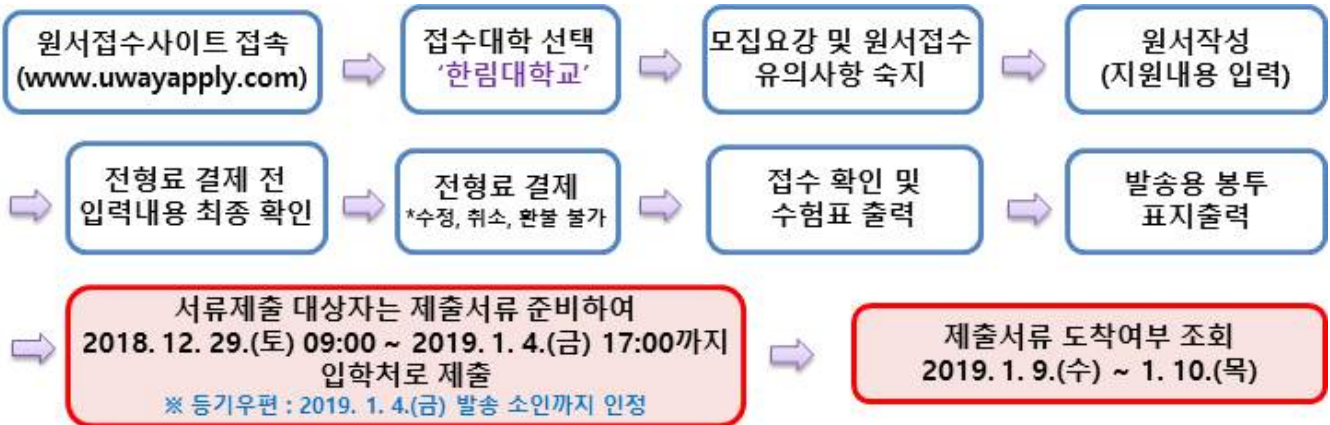 원서접수사이트 접속
(www.uwayapply.com)
접수대학 선택
'한림대학교'
모집요강 및 원서접수
유의사항 숙지
원서작성
(지원내용 입력)
전형료 결제 전
입력내용 최종 확인
전형료 결제
*수정, 취소, 환불 불가
접수 확인 및
수험표 출력
발송용 봉투
표지출력
서류제출 대상자는 제출서류 준비하여
2018. 12. 29.(토) 09:00 ~ 2019. 1. 4.(금) 17:00까지
입학처로 제출
※ 등기우편 : 2019. 1. 4.(금) 발송 소인까지 인정
제출서류 도착여부 조회
2019. 1. 9.(수) ~ 1. 10.(목)